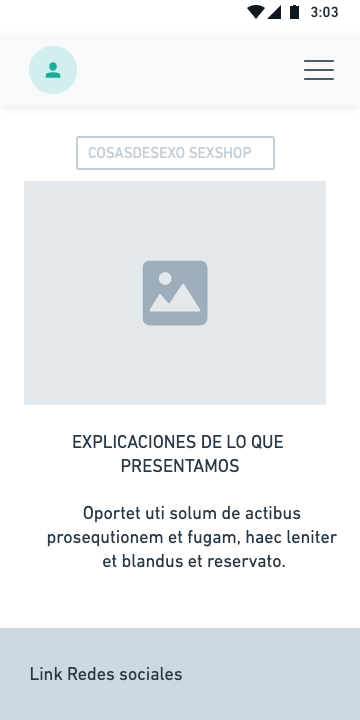 3:03
COSASDESEXO SEXSHOP
EXPLICACIONES DE LO QUE
PRESENTAMOS
Oportet uti solum de actibus
prosequtionem et fugam, haec leniter
et blandus et reservato.
Link Redes sociales